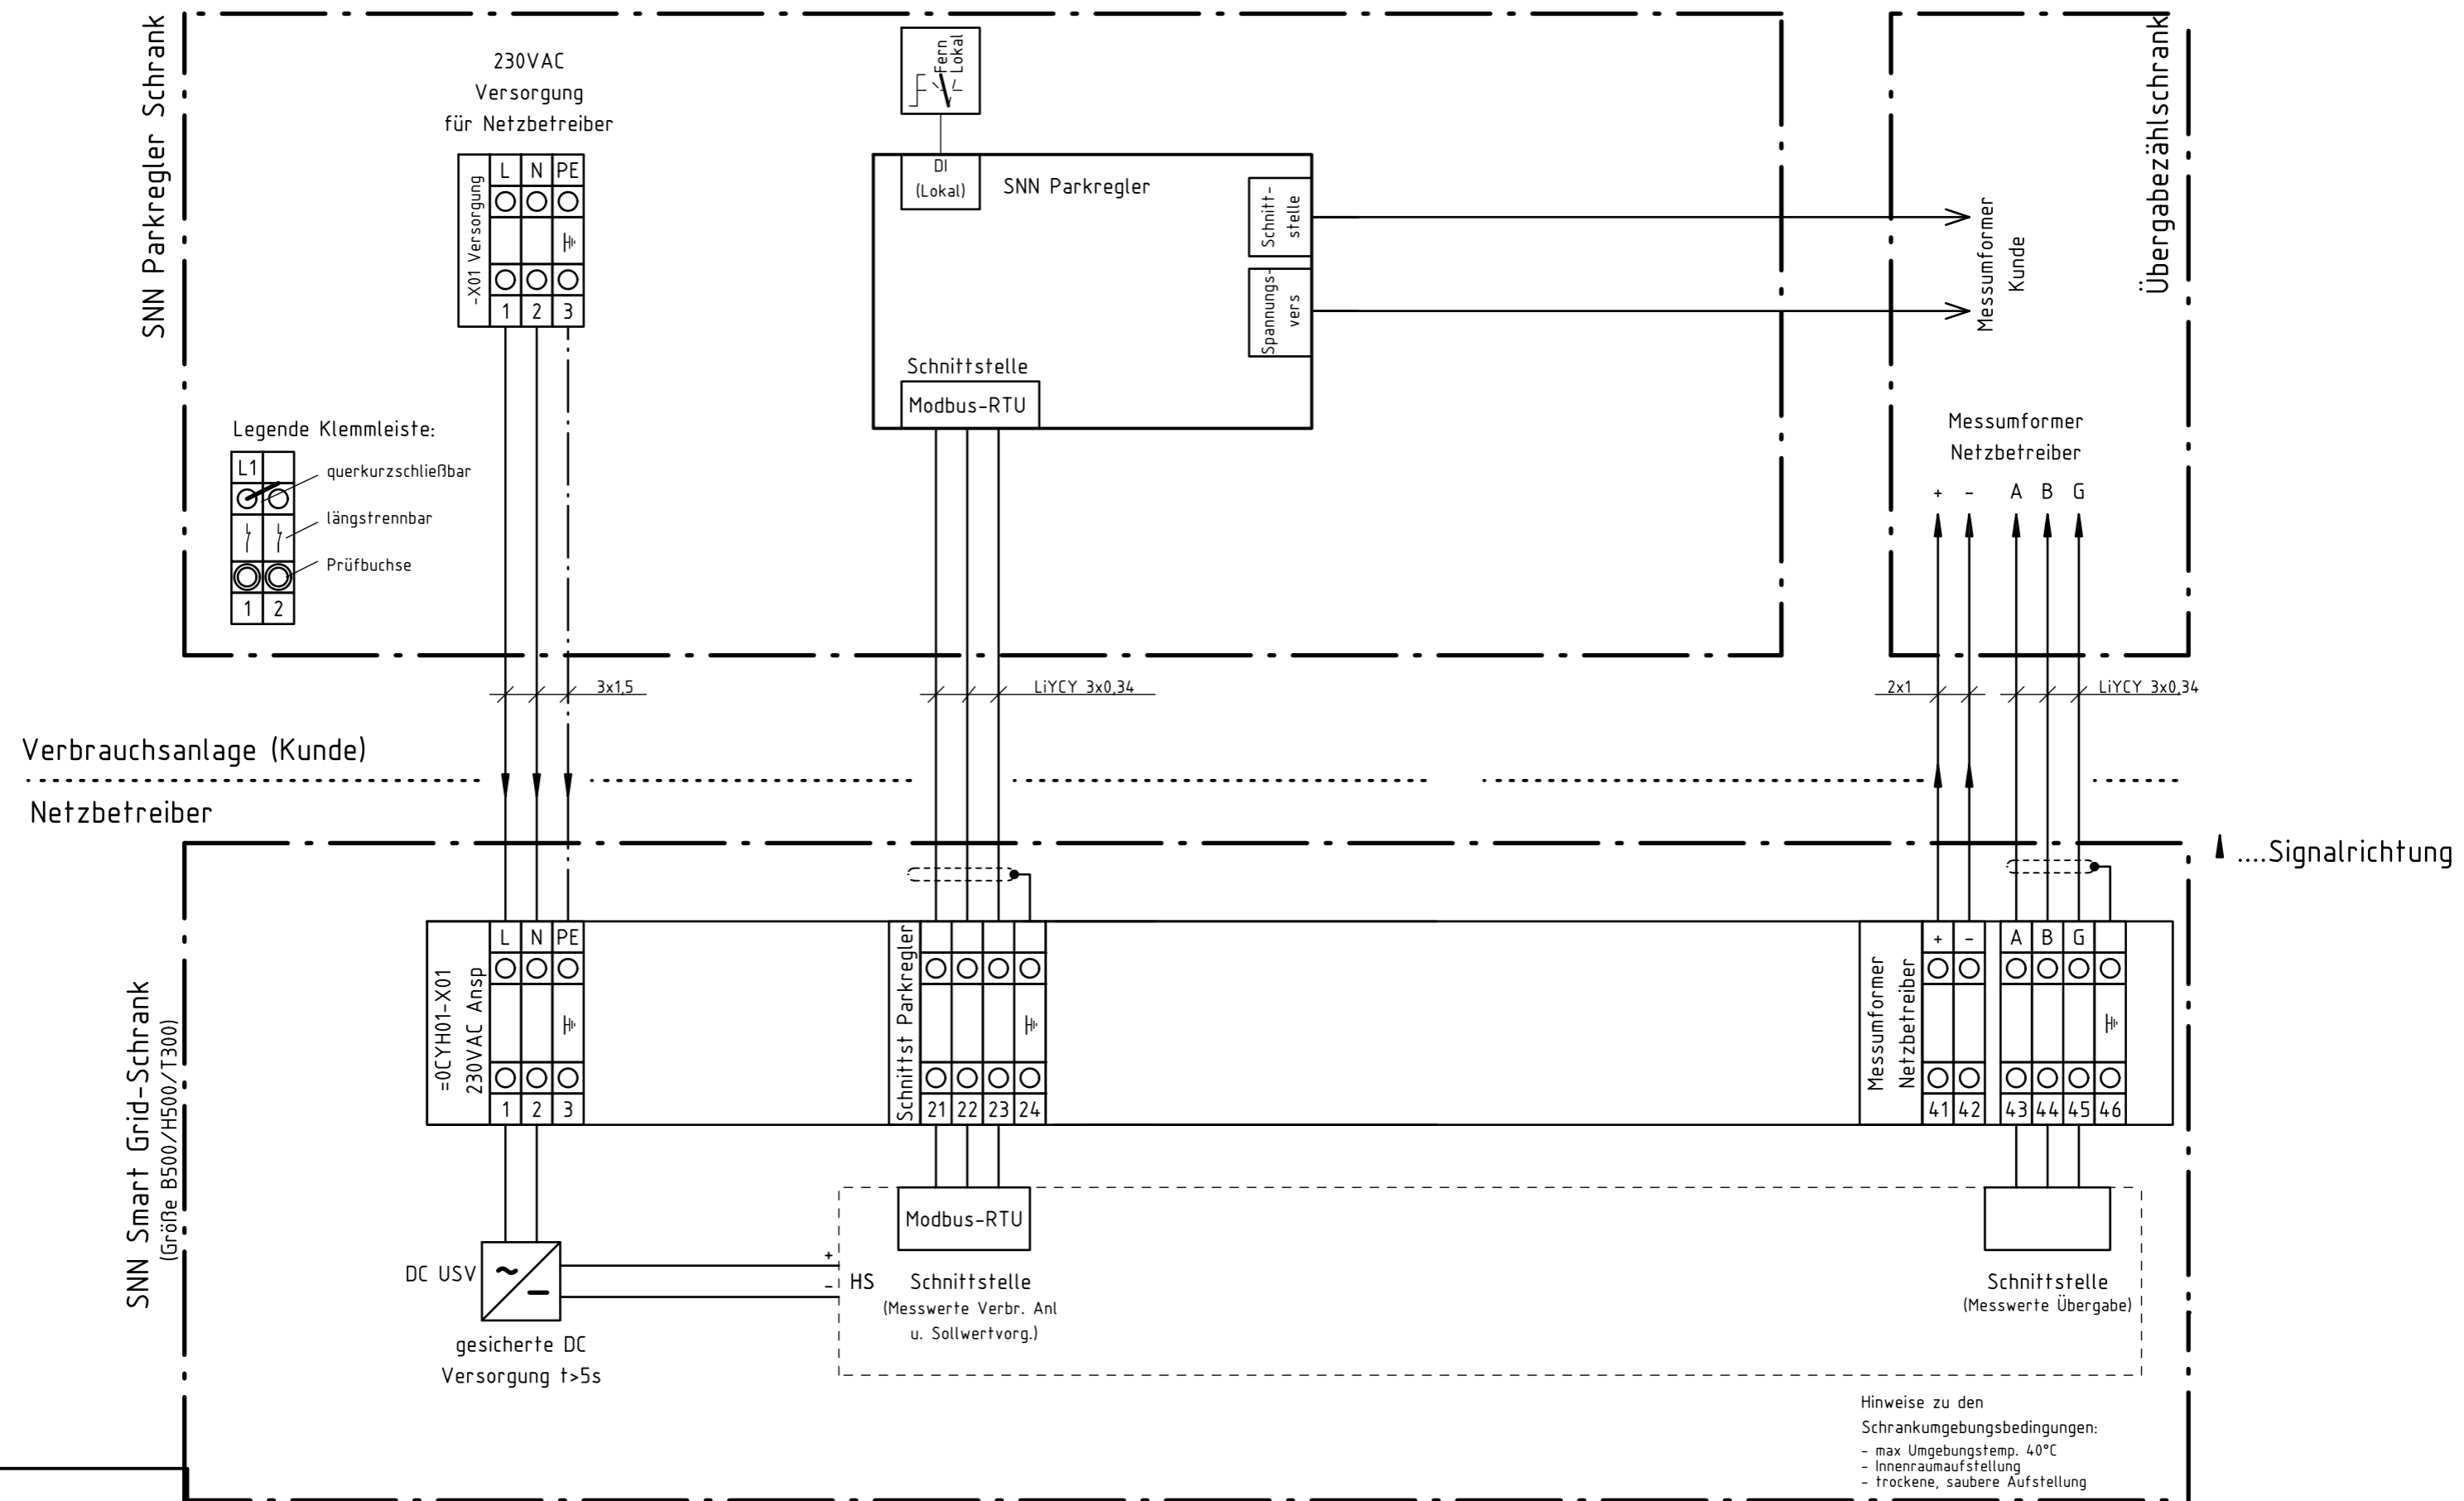 SNN Parkregler Schrank
230VAC
Versorgung
für Netzbetreiber
-X01 Versorgung
L N PE
1 2 3
Fern
Lokal
DI
(Lokal)
SNN Parkregler
Schnitt-
stelle
Spannungs-
vers
Schnittstelle
Modbus-RTU
Messumformer
Kunde
Übergabezählschrank
Legende Klemmleiste:
L1
querkurzschließbar
längstrennbar
Prüfbuchse
1 2
Messumformer
Netzbetreiber
+ - A B G
3x1,5
LiYCY 3x0,34
2x1
LiYCY 3x0,34
Verbrauchsanlage (Kunde)
Netzbetreiber
....Signalrichtung
SNN Smart Grid-Schrank
(Größe B500/H500/T300)
=0CYH01-X01
230VAC Ansp
L N PE
1 2 3
Schnittst Parkregler
21 22 23 24
Messumformer
Netzbetreiber
+ - A B G
41 42 43 44 45 46
DC USV
gesicherte DC
Versorgung t>5s
+
- HS
Modbus-RTU
Schnittstelle
(Messwerte Verbr. Anl
u. Sollwertvorg.)
Schnittstelle
(Messwerte Übergabe)
Hinweise zu den
Schrankumgebungsbedingungen:
- max Umgebungstemp. 40°C
- Innenraumaufstellung
- trockene, saubere Aufstellung